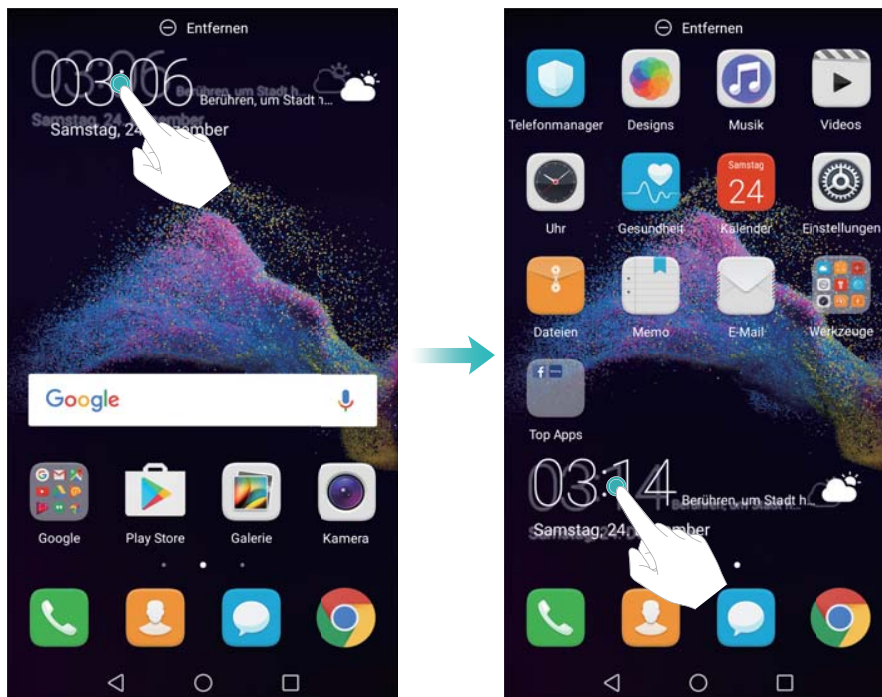 Entfernen
03:06
Berühren, um Stadt
Samstag, 24.
Google
Google
Play Store
Galerie
Kamera
Entfernen
Telefonmanager
Designs
Musik
Videos
Samstag
24
Uhr
Gesundheit
Kalender
Einstellungen
Dateien
Memo
E-Mail
Werkzeuge
Top Apps
03:14
Berühren, um Stadt h...
Samstag, 24.